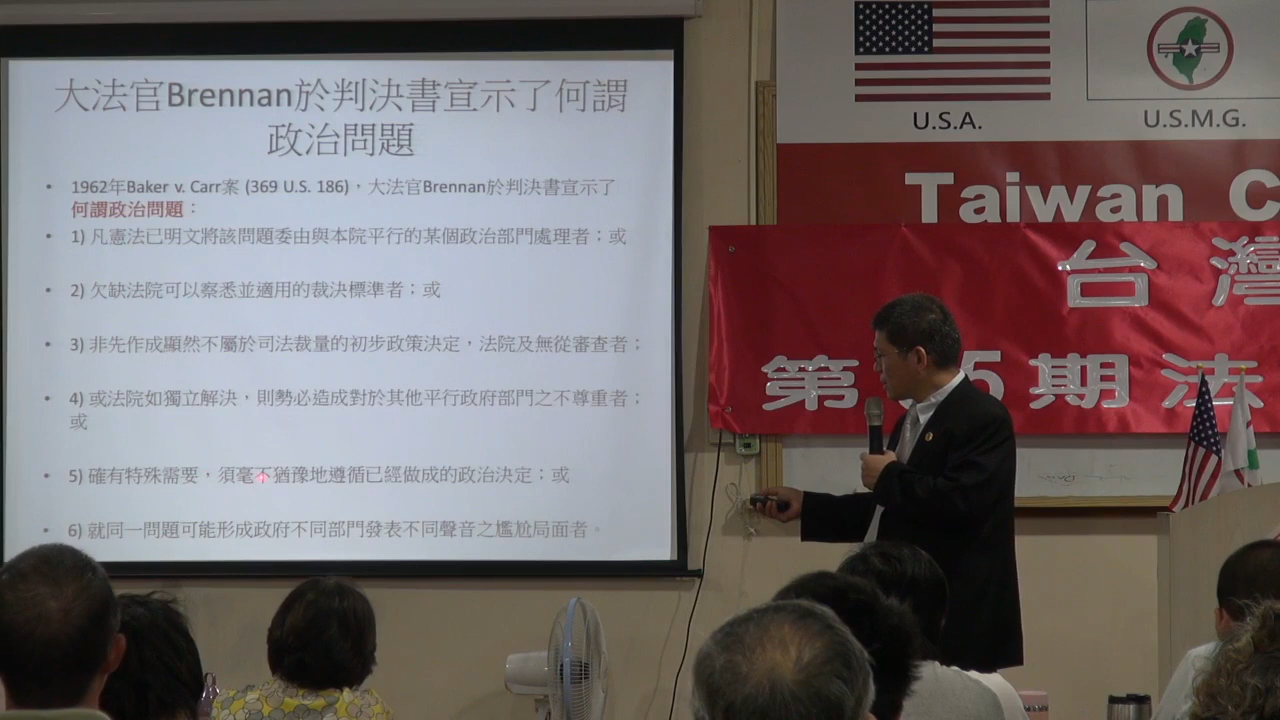 大法官Brennan於判決書宣示了何謂
政治問題
• 1962年Baker v. Carr案 (369 U.S. 186)，大法官Brennan於判決書宣示了
何謂政治問題：
• 1) 凡憲法已明文將該問題委由與本院平行的某個政治部門處理者；或
• 2) 欠缺法院可以察悉並適用的裁決標準者；或
• 3) 非先作成顯然不屬於司法裁量的初步政策決定，法院及無從審查者；
• 4) 或法院如獨立解決，則勢必造成對於其他平行政府部門之不尊重者；
或
• 5) 確有特殊需要，須毫不猶豫地遵循已經做成的政治決定；或
• 6) 就同一問題可能形成政府不同部門發表不同聲音之尷尬局面者。
U.S.A.
U.S.M.G.
Taiwan C
台灣
第 5期法